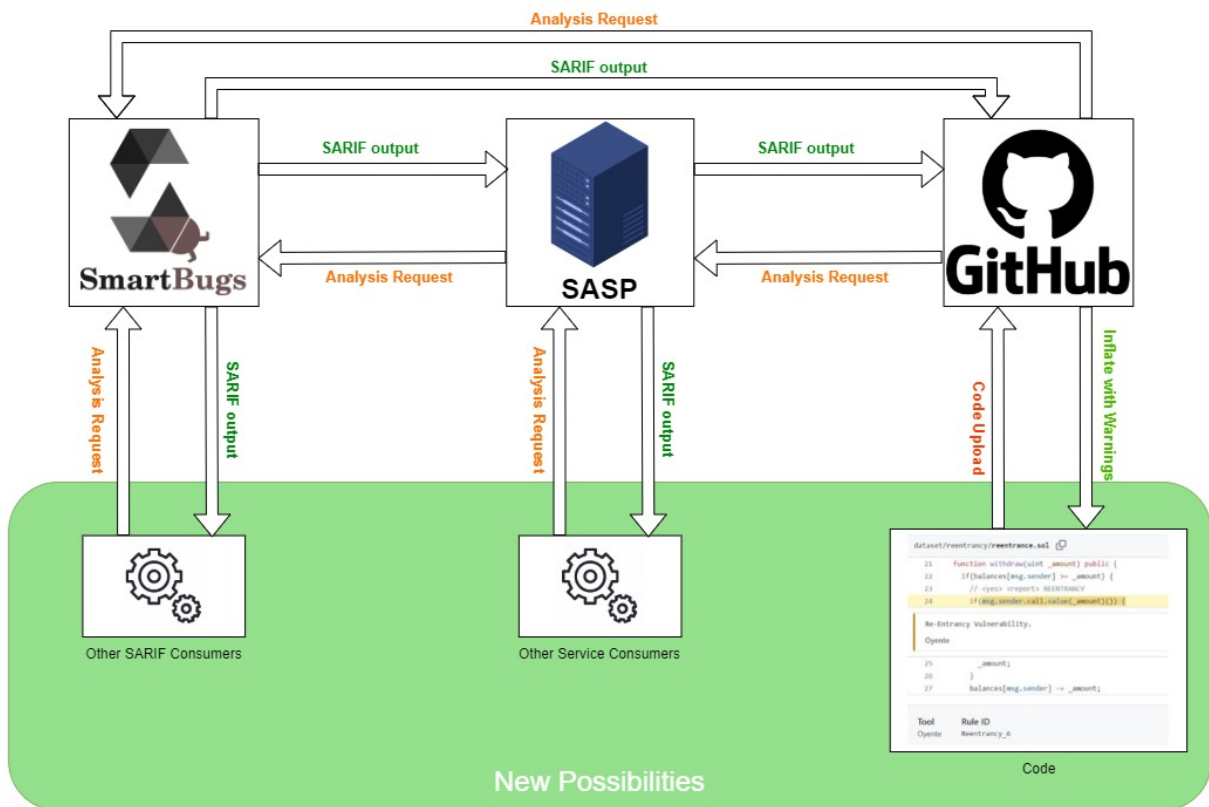 Analysis Request
SARIF output
SARIF output
SARIF output
SmartBugs
SASP
GitHub
Analysis Request
Analysis Request
Analysis Request
SARIF output
Analysis Request
SARIF output
Code Upload
Inflate with Warnings
dataset/reentrancy/reentrance.sol
21 function withdraw(uint _amount) public {
22 if(balances[msg.sender] >= _amount) {
23 // <yes> <report> REENTRANCY
24 if(msg.sender.call.value(_amount)()) {
Re-Entrancy Vulnerability.
Oyente
25 _amount;
26 }
27 balances[msg.sender] -= _amount;
Tool Rule ID
Oyente Reentrancy_6
Other SARIF Consumers
Other Service Consumers
Code
New Possibilities